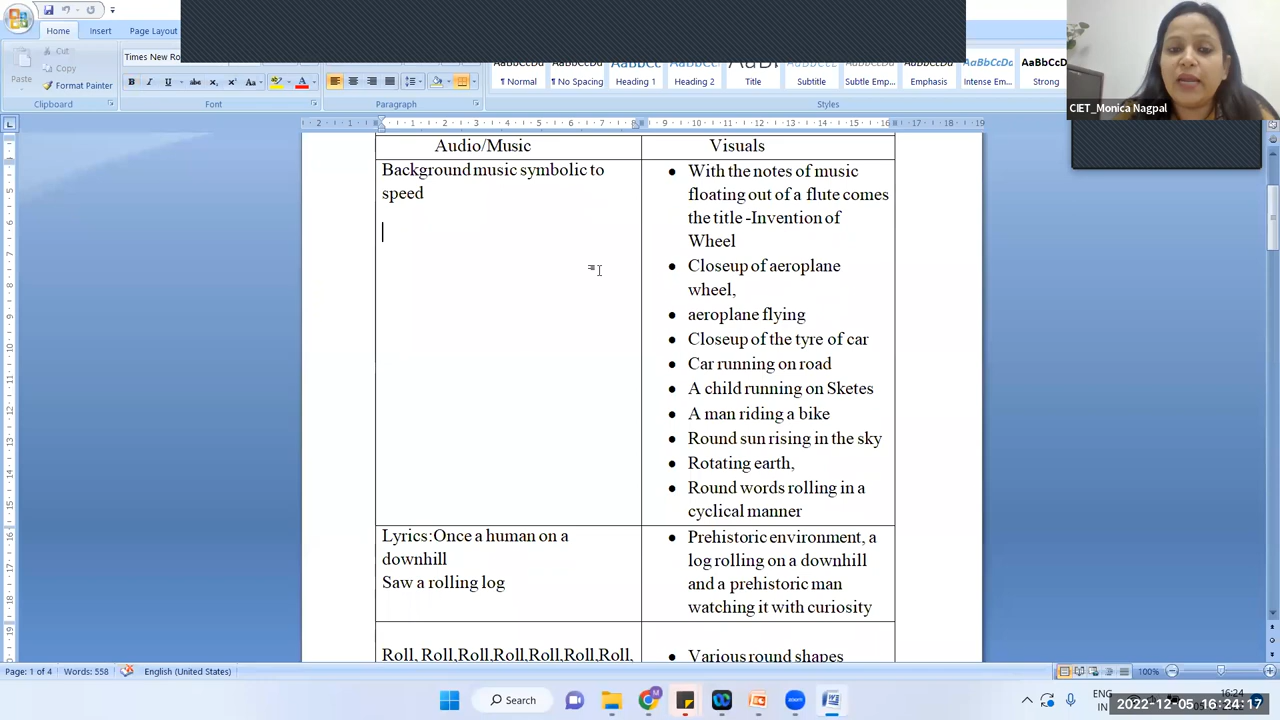 Home Insert Page Layout
Cut
Copy
Format Painter
Paste
Clipboard
Times New Ro
Font
Paragraph
¶ Normal
¶ No Spacing
Heading 1
Heading 2
Title
Subtitle
Subtle Emp...
Emphasis
Intense Em...
Strong
Styles
CIET_Monica Nagpal
Audio/Music
Visuals
Background music symbolic to
speed
With the notes of music
floating out of a flute comes
the title -Invention of
Wheel
Closeup of aeroplane
wheel,
aeroplane flying
Closeup of the tyre of car
Car running on road
A child running on Sketes
A man riding a bike
Round sun rising in the sky
Rotating earth,
Round words rolling in a
cyclical manner
Lyrics:Once a human on a
downhill
Saw a rolling log
Prehistoric environment, a
log rolling on a downhill
and a prehistoric man
watching it with curiosity
Roll, Roll,Roll,Roll,Roll,Roll,Roll,
Various round shapes
Page: 1 of 4 Words: 558 English (United States)
100%
Search
ENG
IN
16:24
2022-12-05 16:24:17